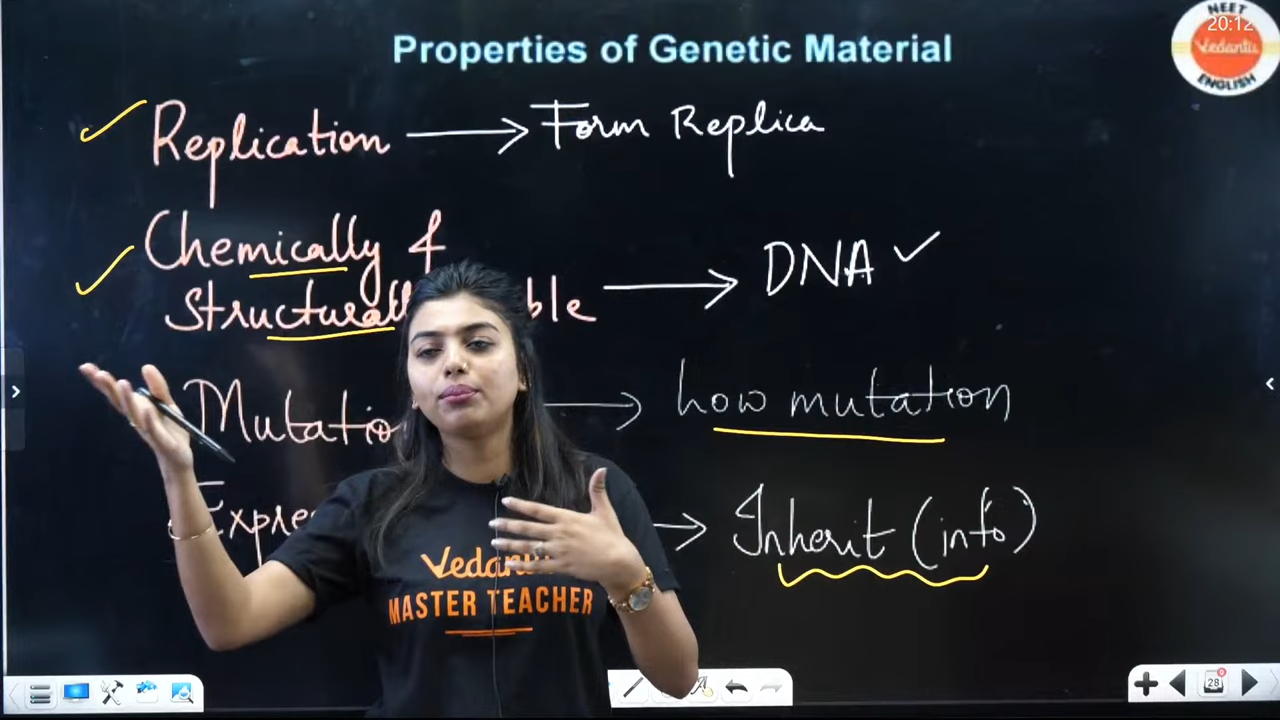 Properties of Genetic Material
NEET
20:12
Vedantu
ENGLISH
Replication → Form Replica ✓
Chemically &
Structurall ble → DNA ✓
Mutatio → low mutation
Expre → Inherit (info)
Vedantu
MASTER TEACHER
28